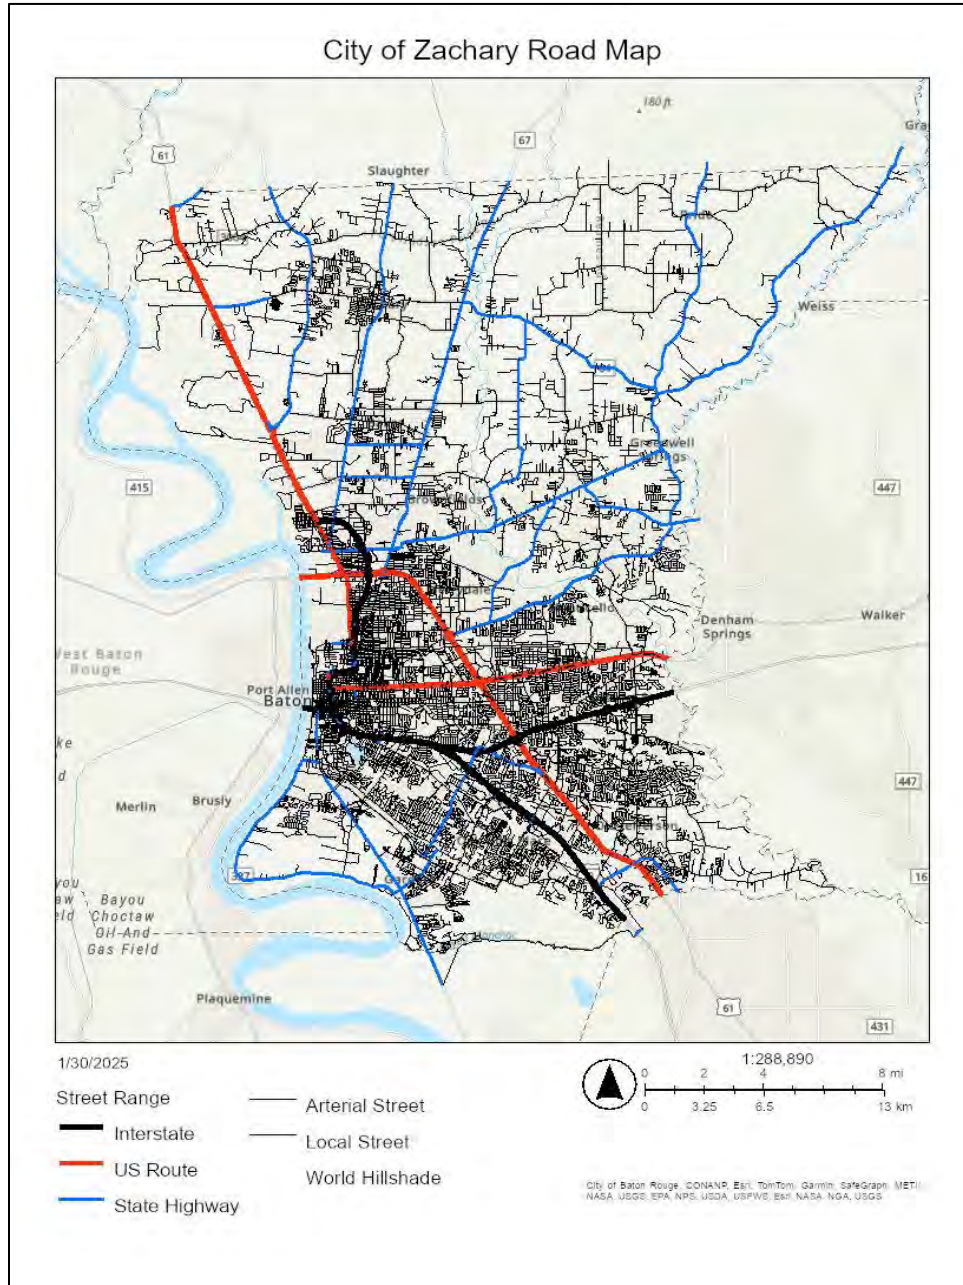 City of Zachary Road Map
180 ft
61
67
Slaughter
Weiss
415
Greenwell
Springs
447
Denham
Springs
Walker
West Baton
Rouge
Port Allen
Baton
Merlin
Brusly
447
327
Bayou
Choctaw
Oil And
Gas Field
Plaquemine
61
431
1/30/2025
Street Range
Interstate
US Route
State Highway
Arterial Street
Local Street
World Hillshade
1:288,890
0 2 4 8 mi
0 3.25 6.5 13 km
City of Baton Rouge, CONANP, Esri, TomTom, Garmin, SafeGraph, METI/
NASA, USGS, EPA, NPS, USDA, USFWS, Esri, NASA, NGA, USGS